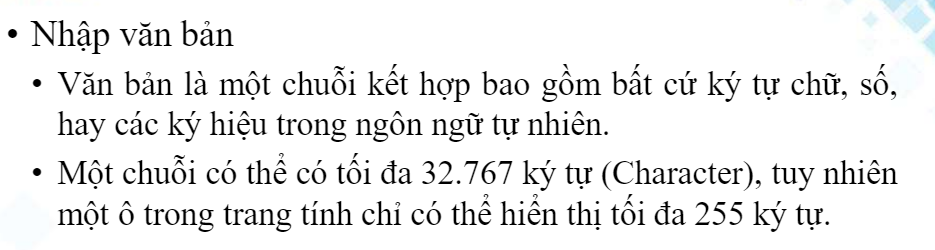 • Nhập văn bản
• Văn bản là một chuỗi kết hợp bao gồm bất cứ ký tự chữ, số,
hay các ký hiệu trong ngôn ngữ tự nhiên.
• Một chuỗi có thể có tối đa 32.767 ký tự (Character), tuy nhiên
một ô trong trang tính chỉ có thể hiển thị tối đa 255 ký tự.